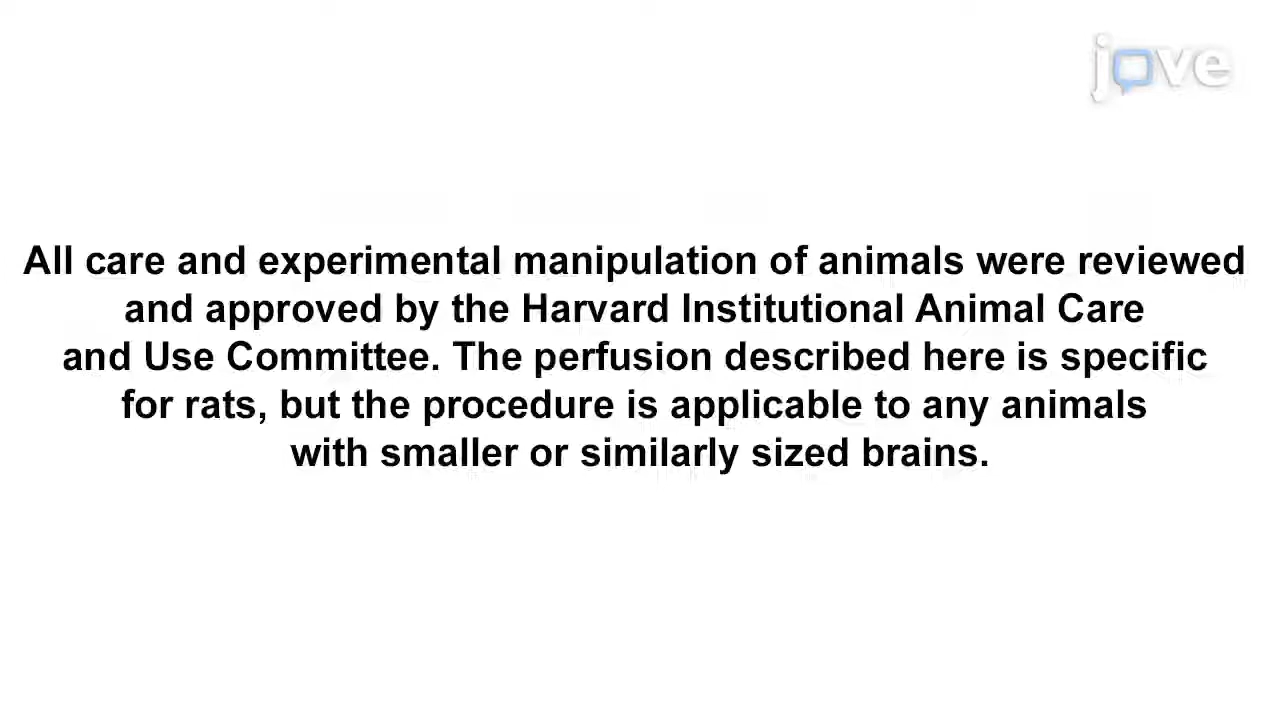 jove
All care and experimental manipulation of animals were reviewed
and approved by the Harvard Institutional Animal Care
and Use Committee. The perfusion described here is specific
for rats, but the procedure is applicable to any animals
with smaller or similarly sized brains.